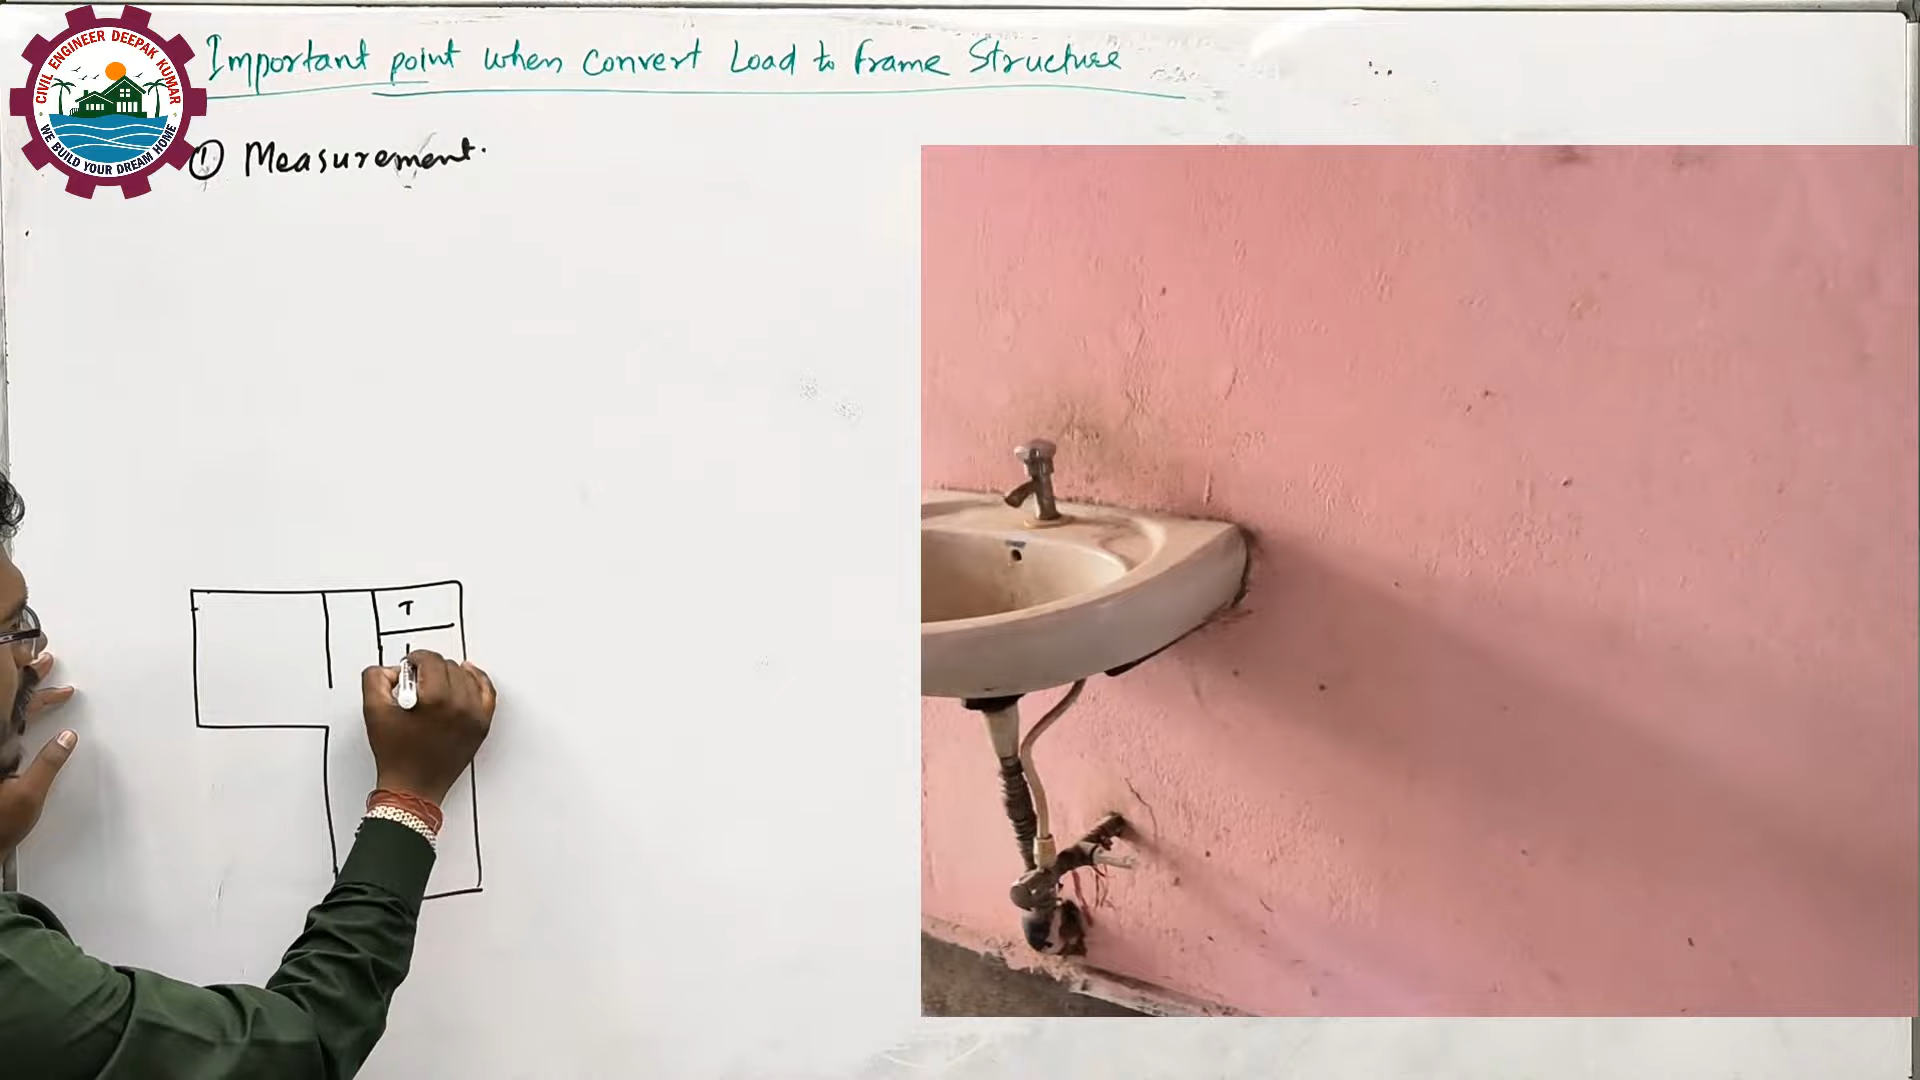 CIVIL ENGINEER DEEPAK KUMAR
WE BUILD YOUR DREAM HOME
Important point when convert Load to frame Structure
① Measurement.
T